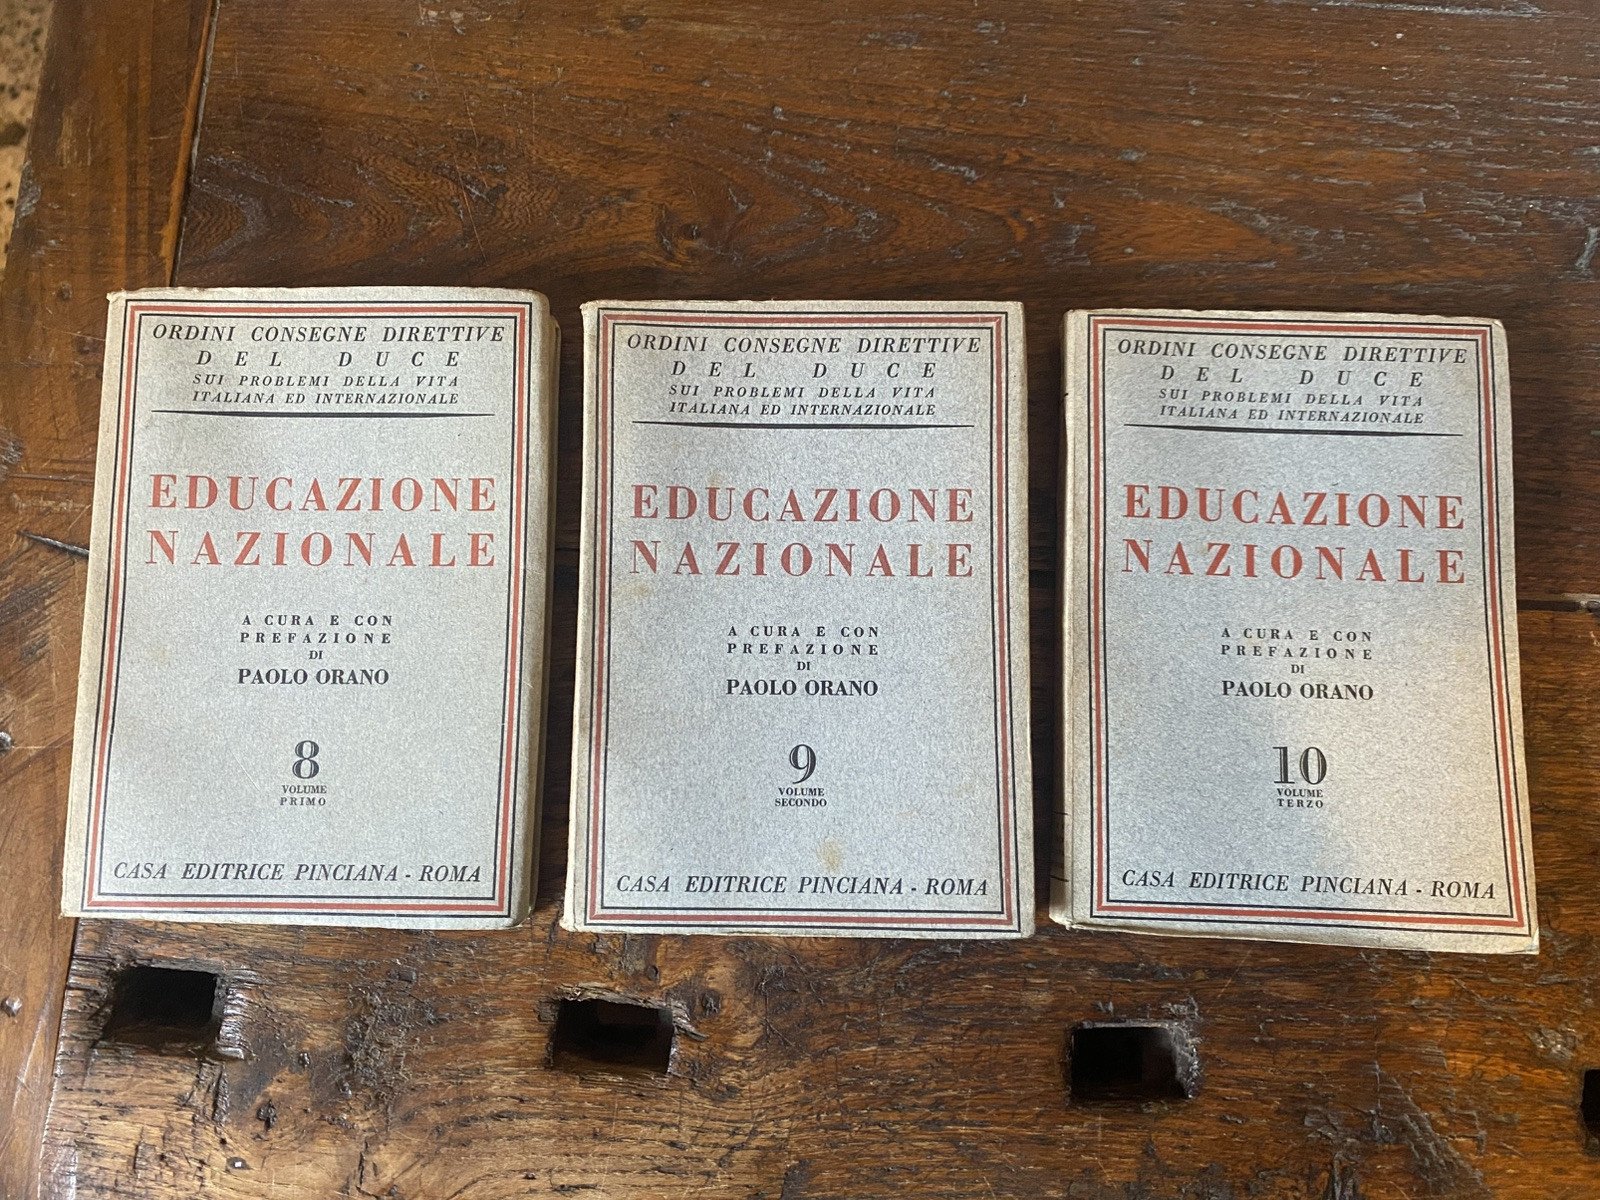 ORDINI CONSEGNE DIRETTIVE
DEL DUCE
SUI PROBLEMI DELLA VITA
ITALIANA ED INTERNAZIONALE
EDUCAZIONE
NAZIONALE
A CURA E CON
PREFAZIONE
DI
PAOLO ORANO
8
VOLUME
PRIMO
CASA EDITRICE PINCIANA - ROMA
ORDINI CONSEGNE DIRETTIVE
DEL DUCE
SUI PROBLEMI DELLA VITA
ITALIANA ED INTERNAZIONALE
EDUCAZIONE
NAZIONALE
A CURA E CON
PREFAZIONE
DI
PAOLO ORANO
9
VOLUME
SECONDO
CASA EDITRICE PINCIANA - ROMA
ORDINI CONSEGNE DIRETTIVE
DEL DUCE
SUI PROBLEMI DELLA VITA
ITALIANA ED INTERNAZIONALE
EDUCAZIONE
NAZIONALE
A CURA E CON
PREFAZIONE
DI
PAOLO ORANO
10
VOLUME
TERZO
CASA EDITRICE PINCIANA - ROMA